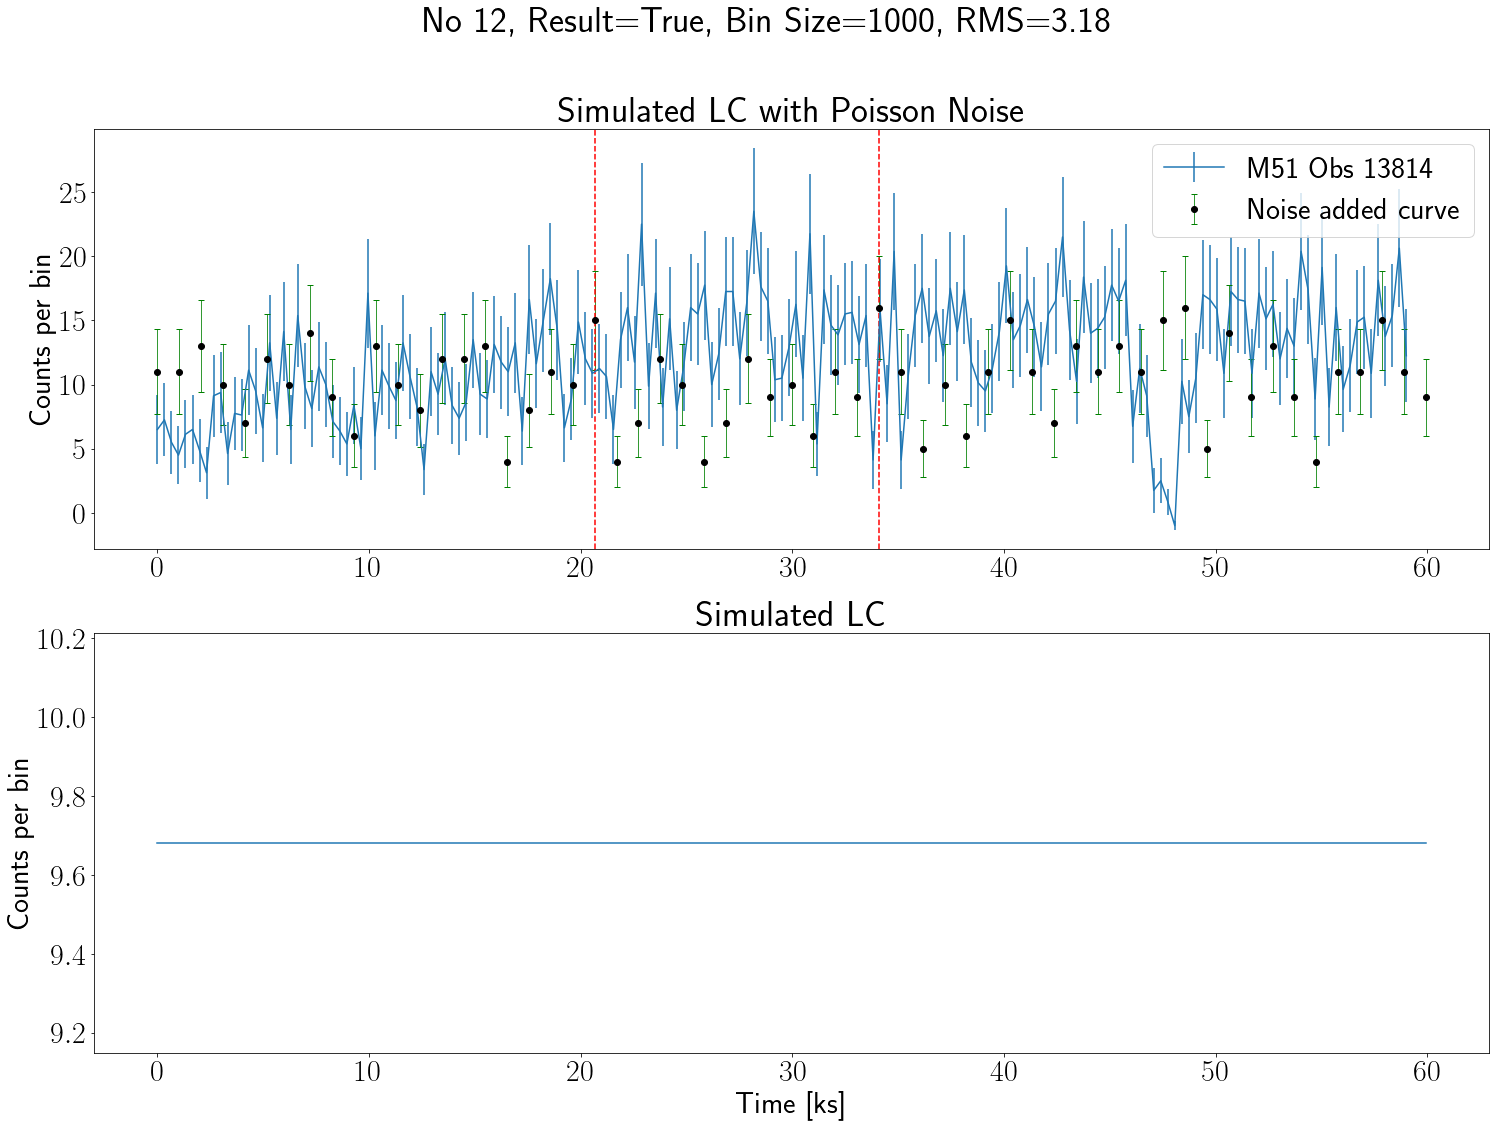 No 12, Result=True, Bin Size=1000, RMS=3.18
Simulated LC with Poisson Noise
M51 Obs 13814
Noise added curve
Counts per bin
25
20
15
10
5
0
0 10 20 30 40 50 60
Simulated LC
Counts per bin
10.2
10.0
9.8
9.6
9.4
9.2
0 10 20 30 40 50 60
Time [ks]